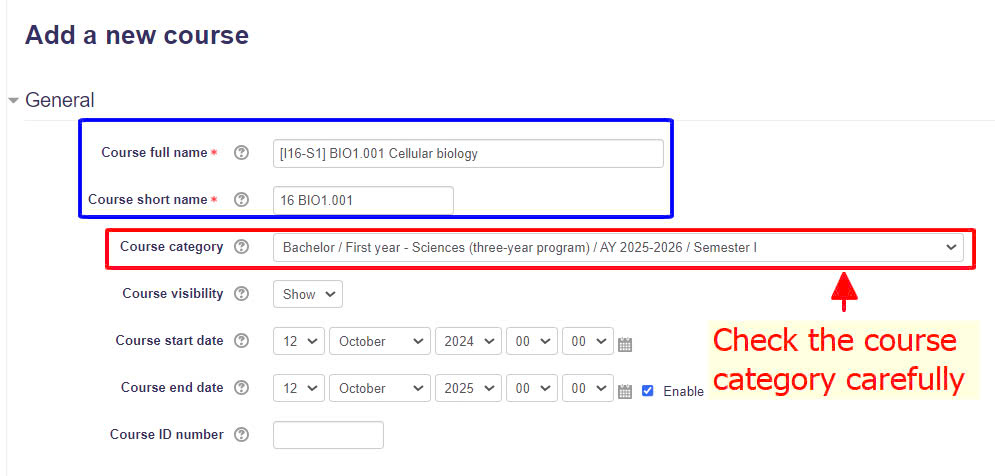 Add a new course
General
Course full name * [I16-S1] BIO1.001 Cellular biology
Course short name * 16 BIO1.001
Course category Bachelor / First year - Sciences (three-year program) / AY 2025-2026 / Semester I
Course visibility Show
Course start date 12 October 2024 00 00
Check the course
category carefully
Course end date 12 October 2025 00 00 Enable
Course ID number